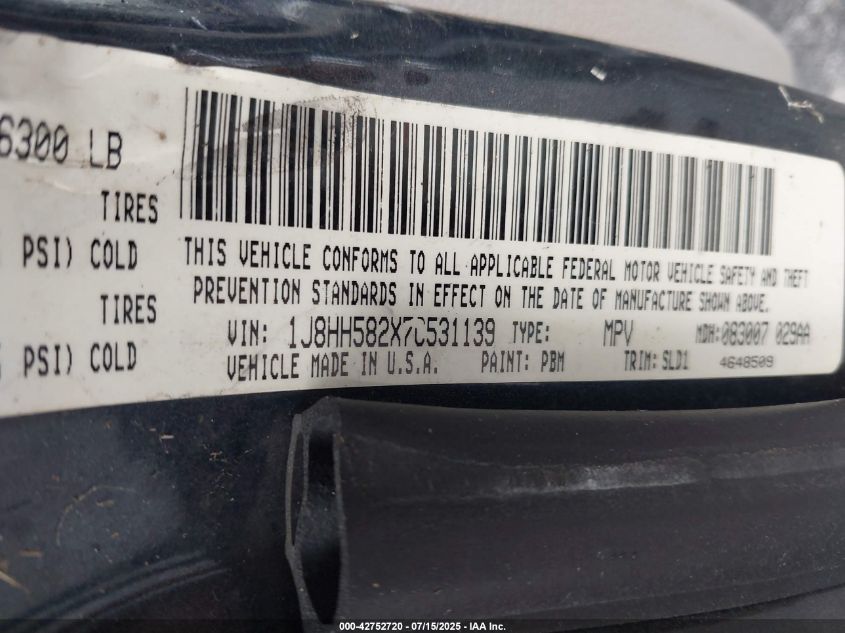 6300 LB
TIRES
PSI) COLD
TIRES
PSI) COLD
THIS VEHICLE CONFORMS TO ALL APPLICABLE FEDERAL MOTOR VEHICLE SAFETY AND THEFT
PREVENTION STANDARDS IN EFFECT ON THE DATE OF MANUFACTURE SHOWN ABOVE.
VIN: 1J8HH582X7C531139 TYPE: MPV MDH:083007 029AA
VEHICLE MADE IN U.S.A. PAINT: PBM TRIM: SLD1 4648509
000-42752720 - 07/15/2025 - IAA Inc.